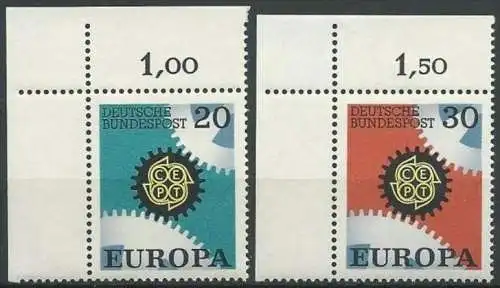 1,00
DEUTSCHE
BUNDESPOST 20
CEPT
EUROPA
1,50
DEUTSCHE
BUNDESPOST 30
CEPT
EUROPA